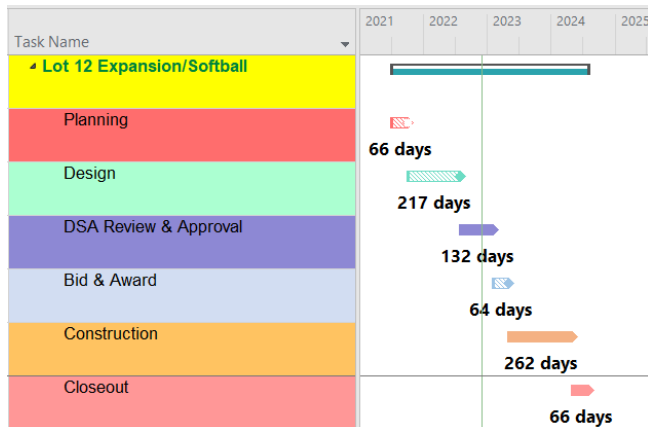 2021 2022 2023 2024 2025
Task Name
Lot 12 Expansion/Softball
Planning
66 days
Design
217 days
DSA Review & Approval
132 days
Bid & Award
64 days
Construction
262 days
Closeout
66 days